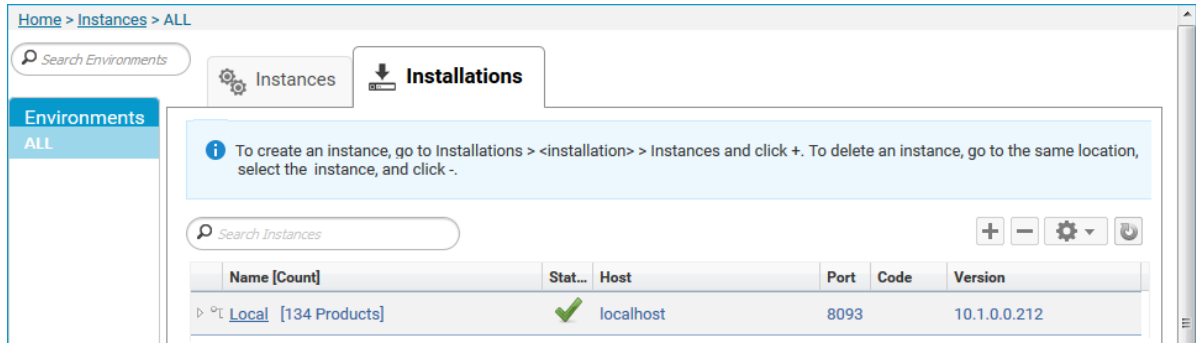 Home > Instances > ALL
Search Environments
Instances
Installations
Environments
ALL
To create an instance, go to Installations > <installation> > Instances and click +. To delete an instance, go to the same location,
select the instance, and click -.
Search Instances
Name [Count] Stat... Host Port Code Version
Local [134 Products] localhost 8093 10.1.0.0.212